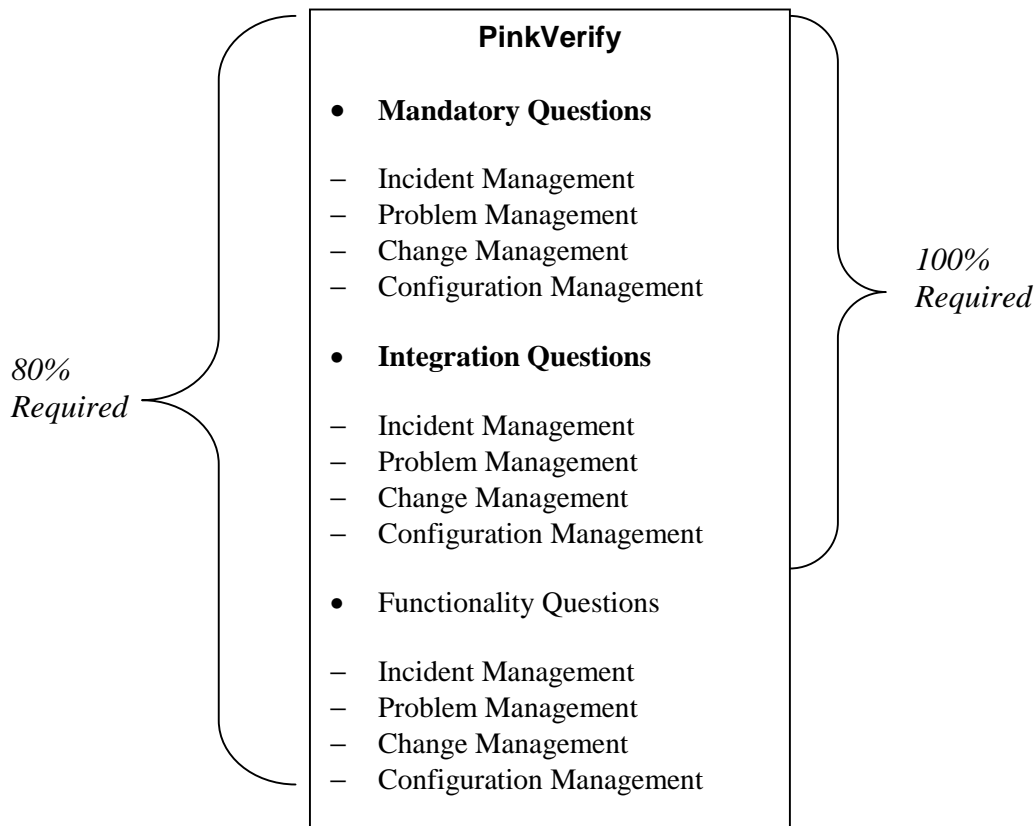 PinkVerify
• Mandatory Questions
– Incident Management
– Problem Management
– Change Management
– Configuration Management
• Integration Questions
– Incident Management
– Problem Management
– Change Management
– Configuration Management
• Functionality Questions
– Incident Management
– Problem Management
– Change Management
– Configuration Management
80%
Required
100%
Required